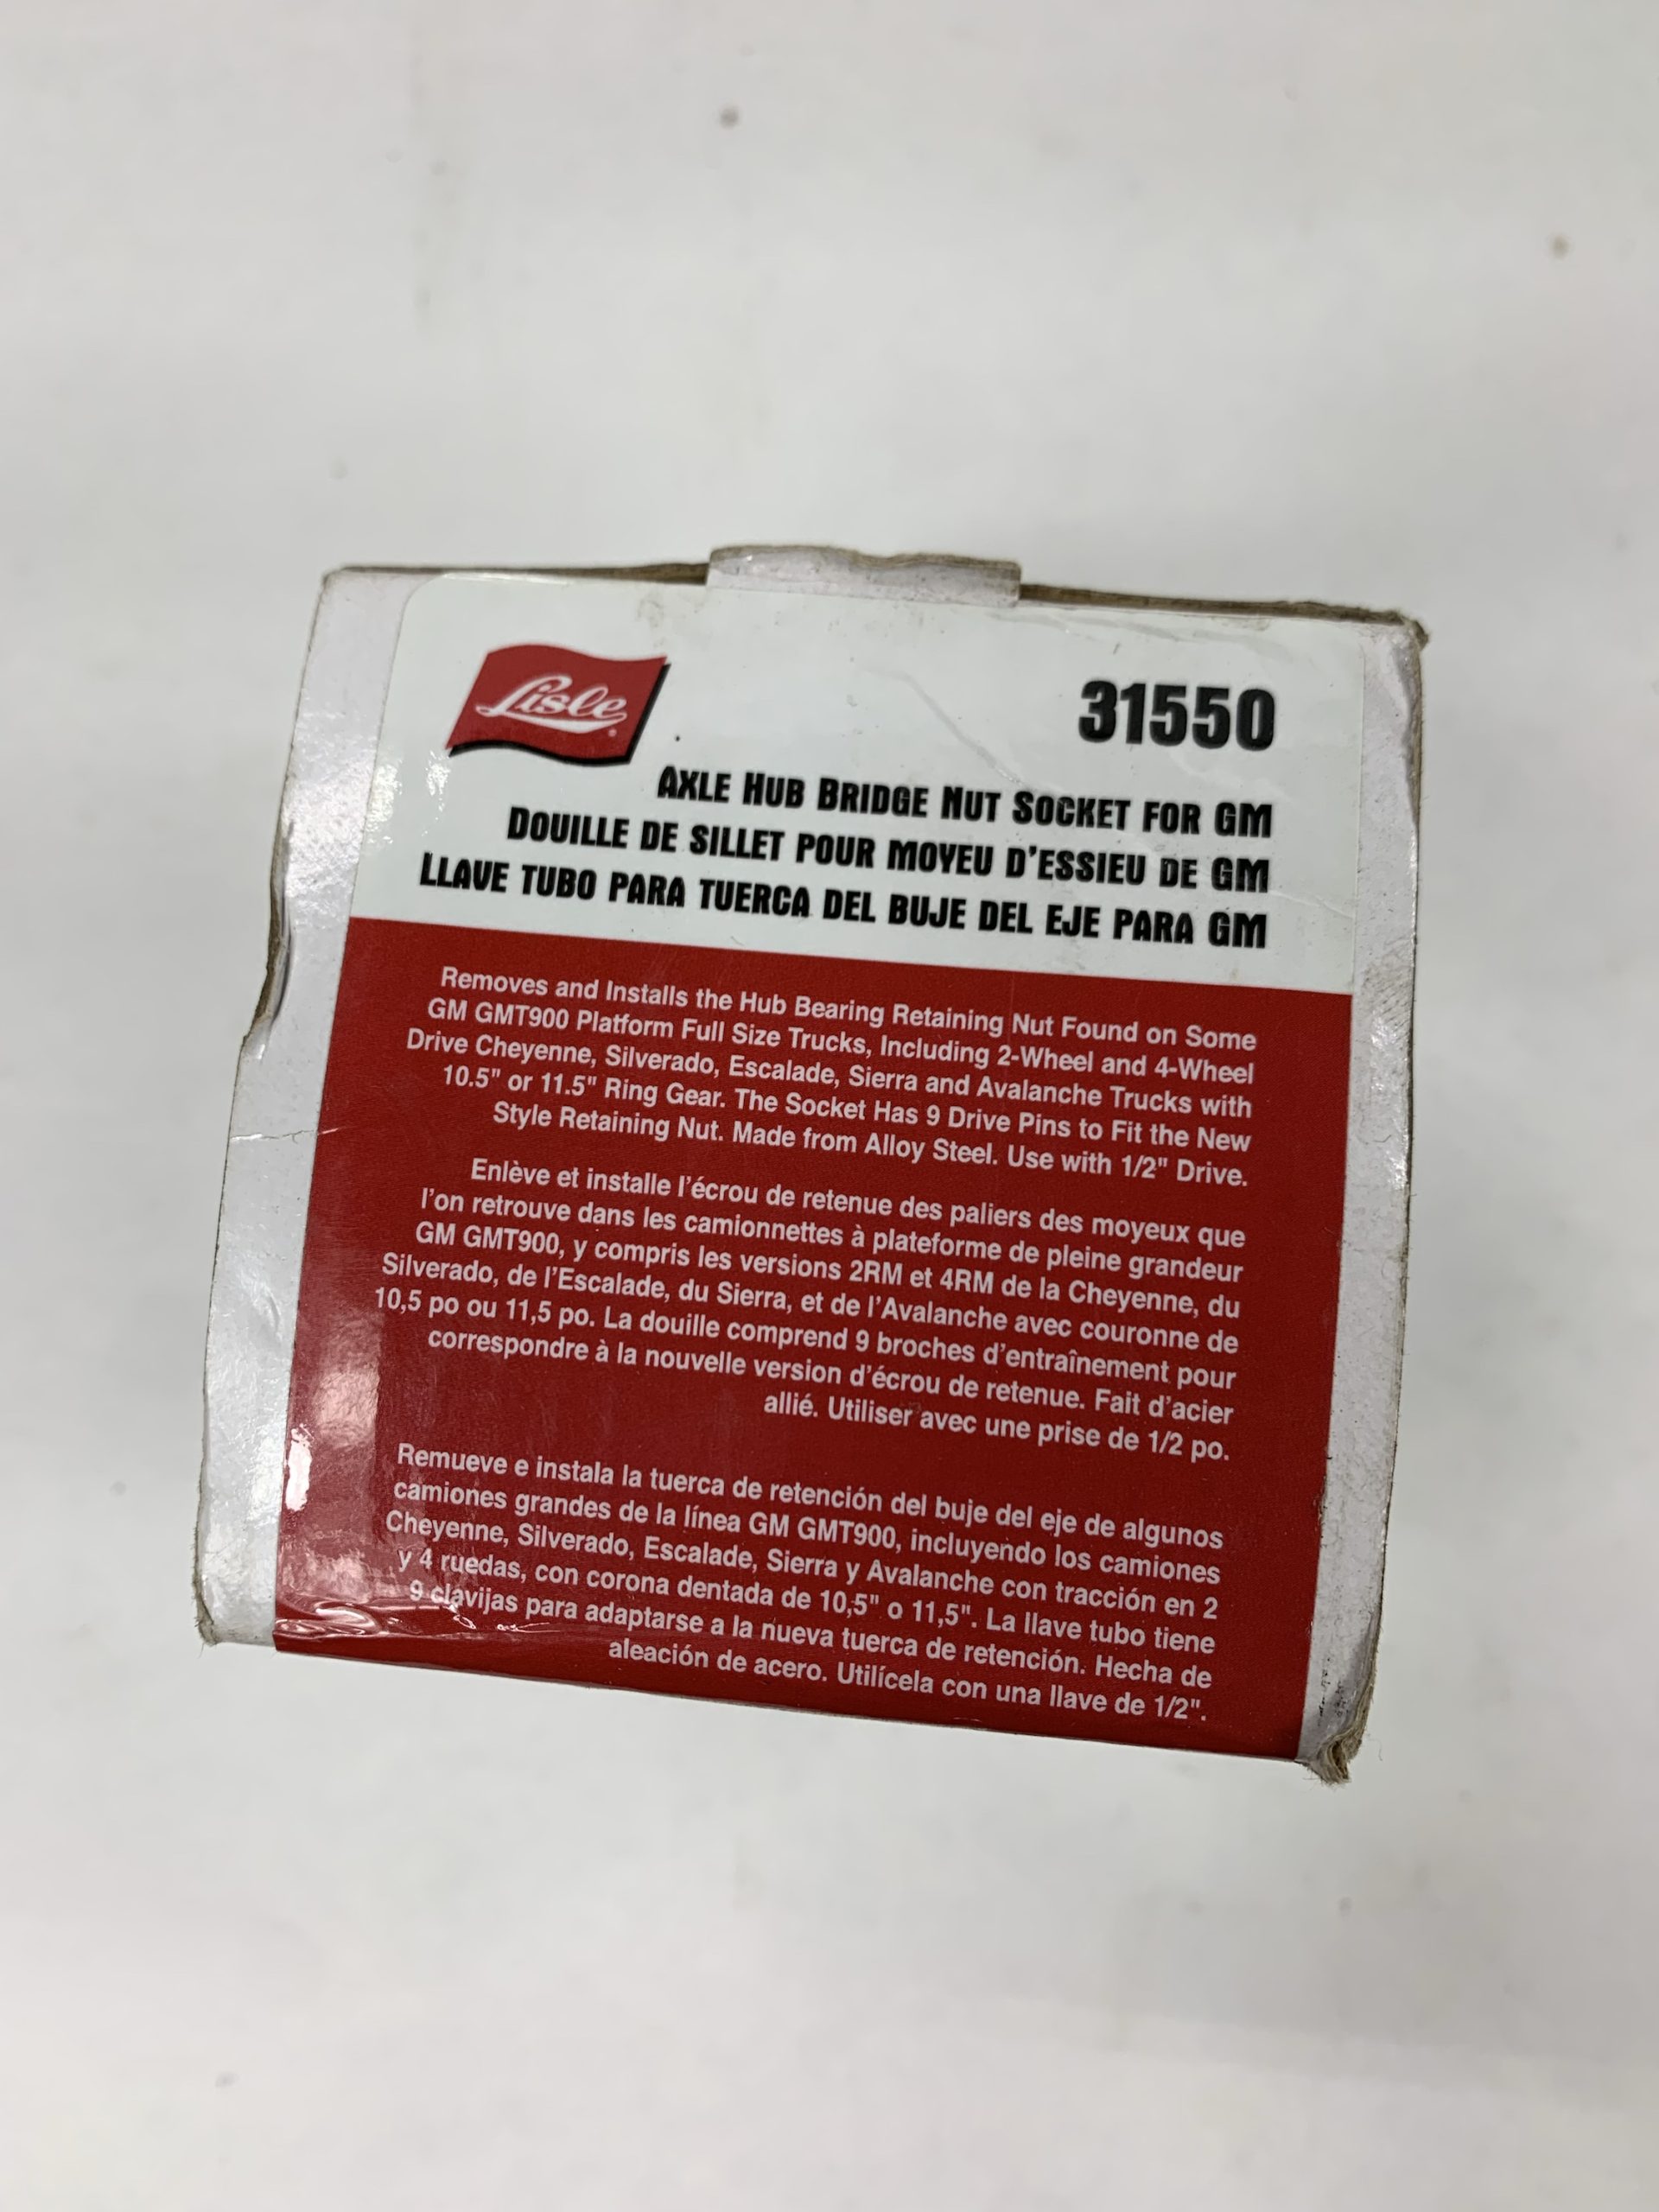 Lisle
31550
AXLE HUB BRIDGE NUT SOCKET FOR GM
DOUILLE DE SILLET POUR MOYEU D'ESSIEU DE GM
LLAVE TUBO PARA TUERCA DEL BUJE DEL EJE PARA GM
Removes and Installs the Hub Bearing Retaining Nut Found on Some
GM GMT900 Platform Full Size Trucks, Including 2-Wheel and 4-Wheel
Drive Cheyenne, Silverado, Escalade, Sierra and Avalanche Trucks with
10.5" or 11.5" Ring Gear. The Socket Has 9 Drive Pins to Fit the New
Style Retaining Nut. Made from Alloy Steel. Use with 1/2" Drive.
Enlève et installe l'écrou de retenue des paliers des moyeux que
l'on retrouve dans les camionnettes à plateforme de pleine grandeur
GM GMT900, y compris les versions 2RM et 4RM de la Cheyenne, du
Silverado, de l'Escalade, du Sierra, et de l'Avalanche avec couronne de
10,5 po ou 11,5 po. La douille comprend 9 broches d'entraînement pour
correspondre à la nouvelle version d'écrou de retenue. Fait d'acier
allié. Utiliser avec une prise de 1/2 po.
Remueve e instala la tuerca de retención del buje del eje de algunos
camiones grandes de la línea GM GMT900, incluyendo los camiones
Cheyenne, Silverado, Escalade, Sierra y Avalanche con tracción en 2
y 4 ruedas, con corona dentada de 10,5" o 11,5". La llave tubo tiene
9 clavijas para adaptarse a la nueva tuerca de retención. Hecha de
aleación de acero. Utilícela con una llave de 1/2".